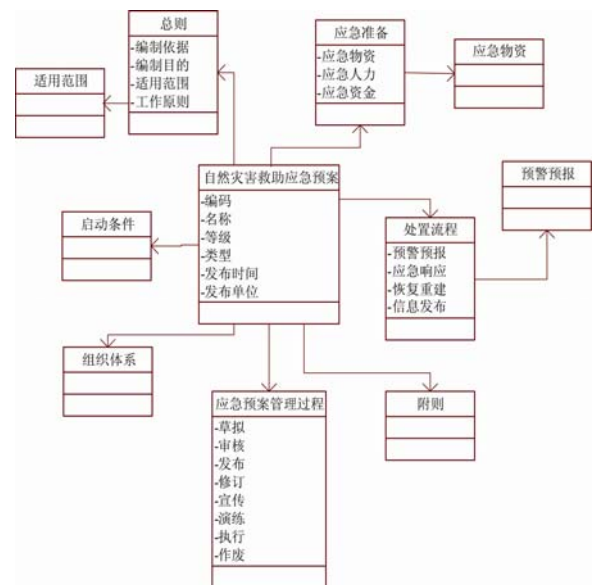 总则
-编制依据
-编制目的
-适用范围
-工作原则
应急准备
-应急物资
-应急人力
-应急资金
应急物资
适用范围
自然灾害救助应急预案
-编码
-名称
-等级
-类型
-发布时间
-发布单位
预警预报
启动条件
处置流程
-预警预报
-应急响应
-恢复重建
-信息发布
组织体系
应急预案管理过程
-草拟
-审核
-发布
-修订
-宣传
-演练
-执行
-作废
附则